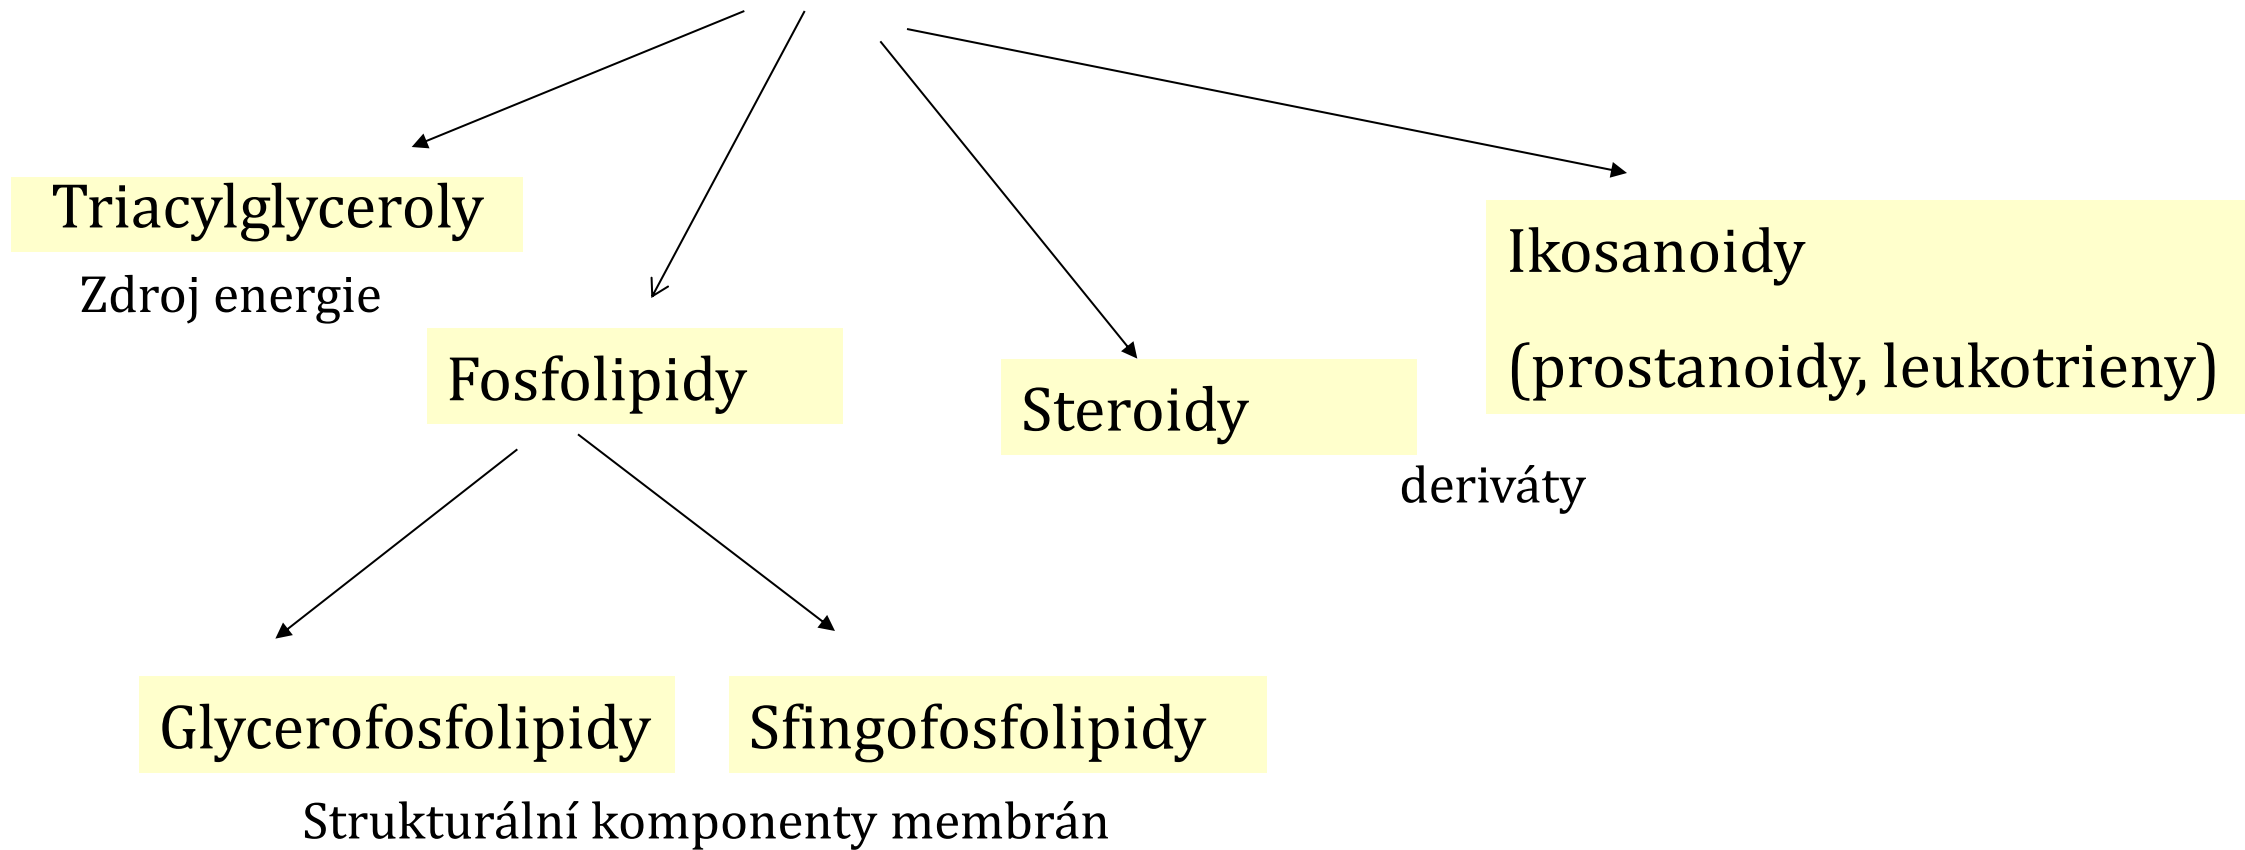 Triacylglyceroly
Zdroj energie
Fosfolipidy
Steroidy
Ikosanoidy
(prostanoidy, leukotrieny)
deriváty
Glycerofosfolipidy
Sfingofosfolipidy
Strukturální komponenty membrán